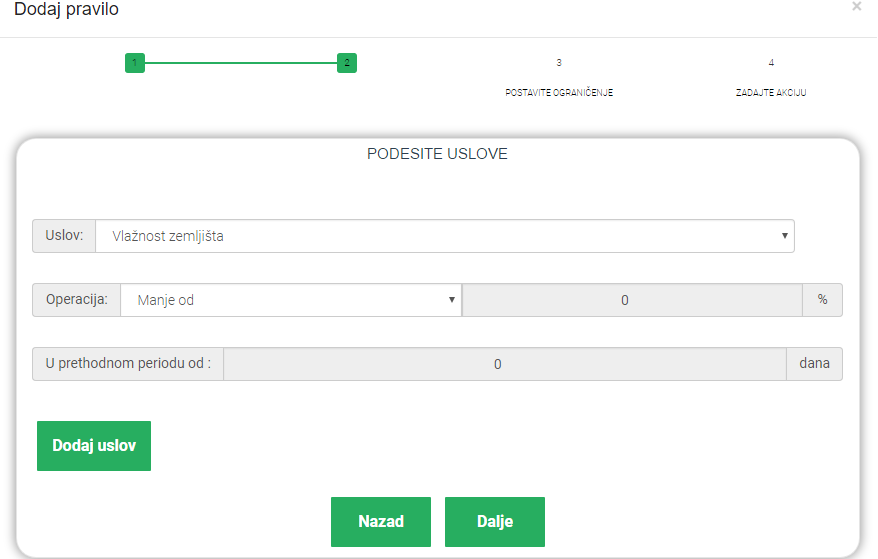 Dodaj pravilo ×
1 2 3 4
POSTAVITE OGRANIČENJE ZADAJTE AKCIJU
PODESITE USLOVE
Uslov: Vlažnost zemljišta
Operacija: Manje od 0 %
U prethodnom periodu od : 0 dana
Dodaj uslov
Nazad Dalje